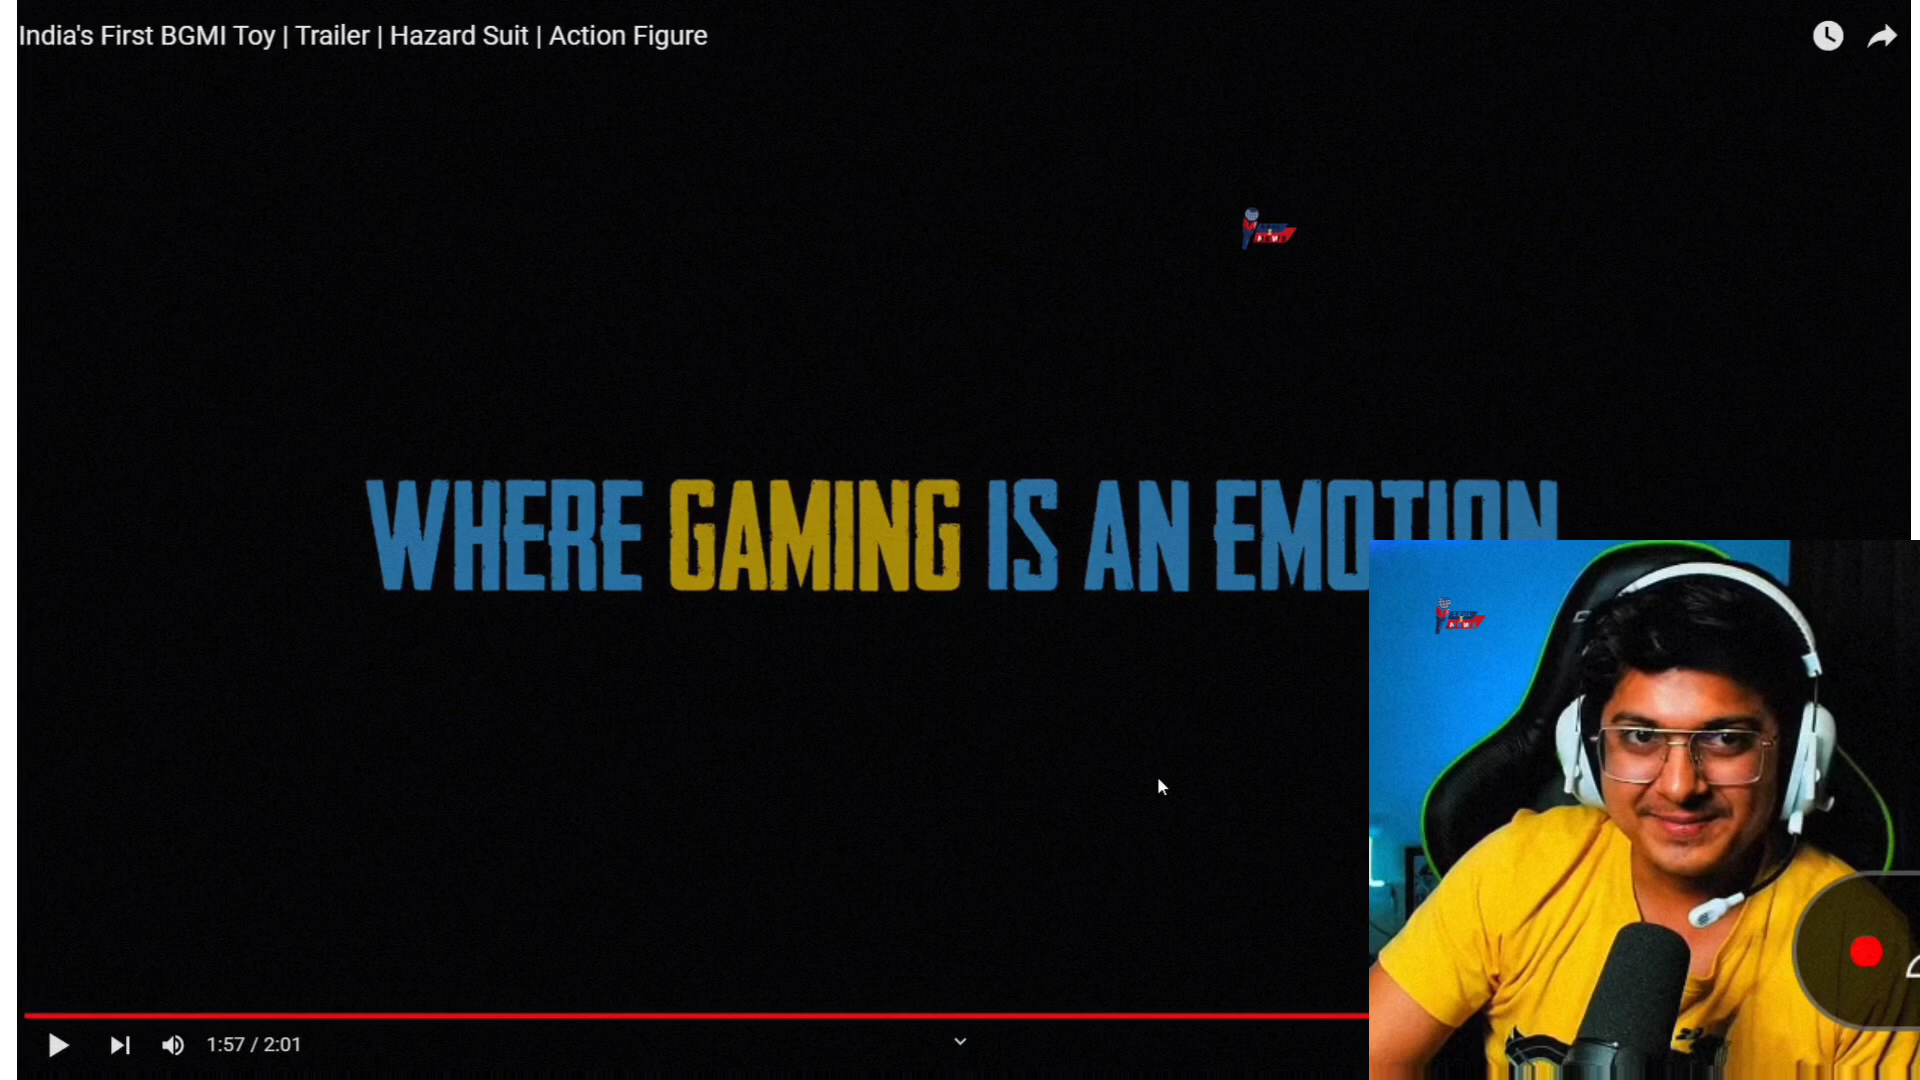 India's First BGMI Toy | Trailer | Hazard Suit | Action Figure
WHERE GAMING IS AN EMOTION
1:57 / 2:01